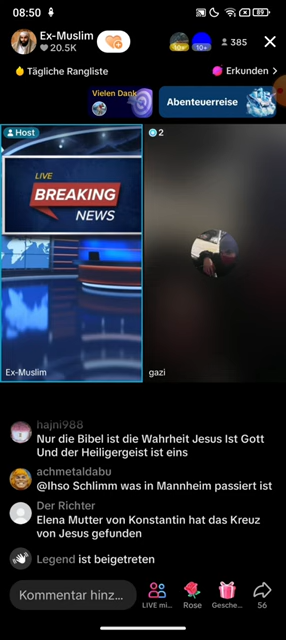 08:50
89
Ex-Muslim
20.5K
10+
10+
385
Tägliche Rangliste
Erkunden >
Vielen Dank
Abenteuerreise
Host
2
LIVE
BREAKING
NEWS
Ex-Muslim
gazi
hajni988
Nur die Bibel ist die Wahrheit Jesus Ist Gott
Und der Heiligergeist ist eins
achmetaldabu
@Ihso Schlimm was in Mannheim passiert ist
Der Richter
Elena Mutter von Konstantin hat das Kreuz
von Jesus gefunden
Legend ist beigetreten
Kommentar hinz...
LIVE mi...
Rose
Gesche...
56